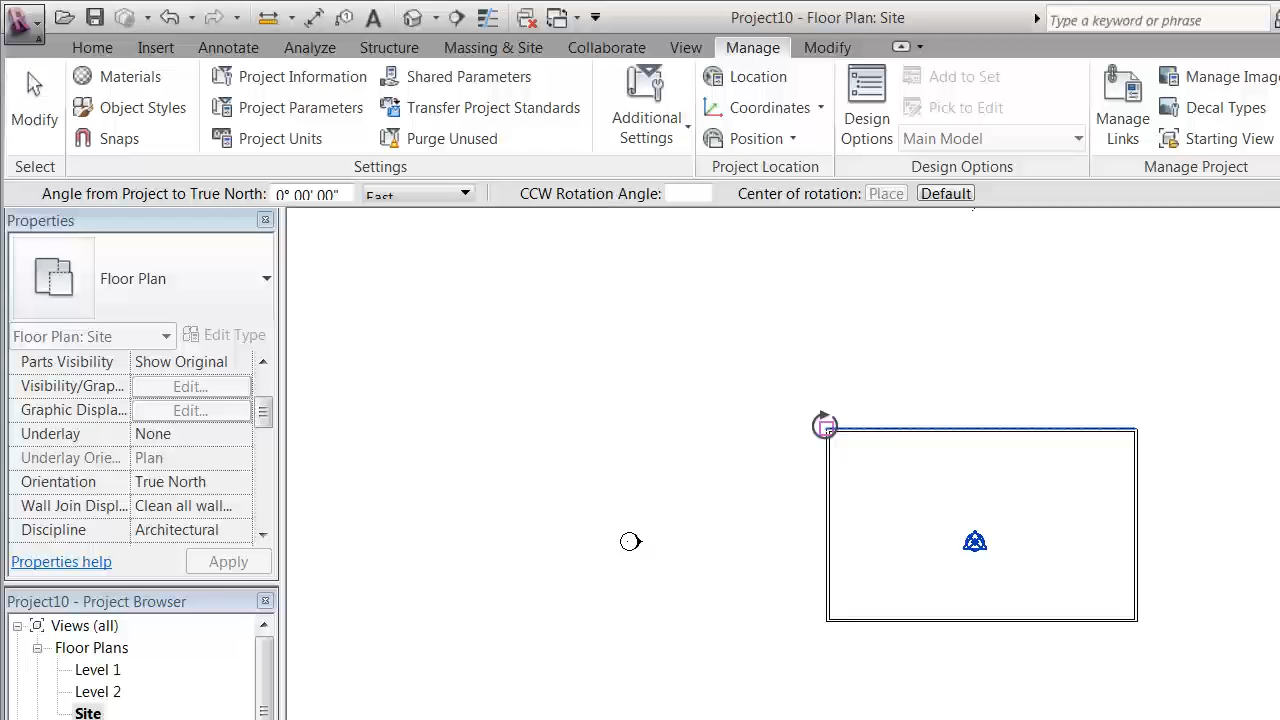 Project10 - Floor Plan: Site
Type a keyword or phrase
Home Insert Annotate Analyze Structure Massing & Site Collaborate View Manage Modify
Materials Project Information Shared Parameters Location Add to Set Manage Imag
Object Styles Project Parameters Transfer Project Standards Coordinates Pick to Edit Decal Types
Modify Additional Settings Design Options Manage Links
Snaps Project Units Purge Unused Position Main Model Starting View
Select Settings Project Location Design Options Manage Project
Angle from Project to True North: 0° 00' 00" East CCW Rotation Angle: Center of rotation: Place Default
Properties
Floor Plan
Floor Plan: Site Edit Type
Parts Visibility Show Original
Visibility/Grap... Edit...
Graphic Displa... Edit...
Underlay None
Underlay Orie... Plan
Orientation True North
Wall Join Displ... Clean all wall...
Discipline Architectural
Properties help Apply
Project10 - Project Browser
Views (all)
Floor Plans
Level 1
Level 2
Site